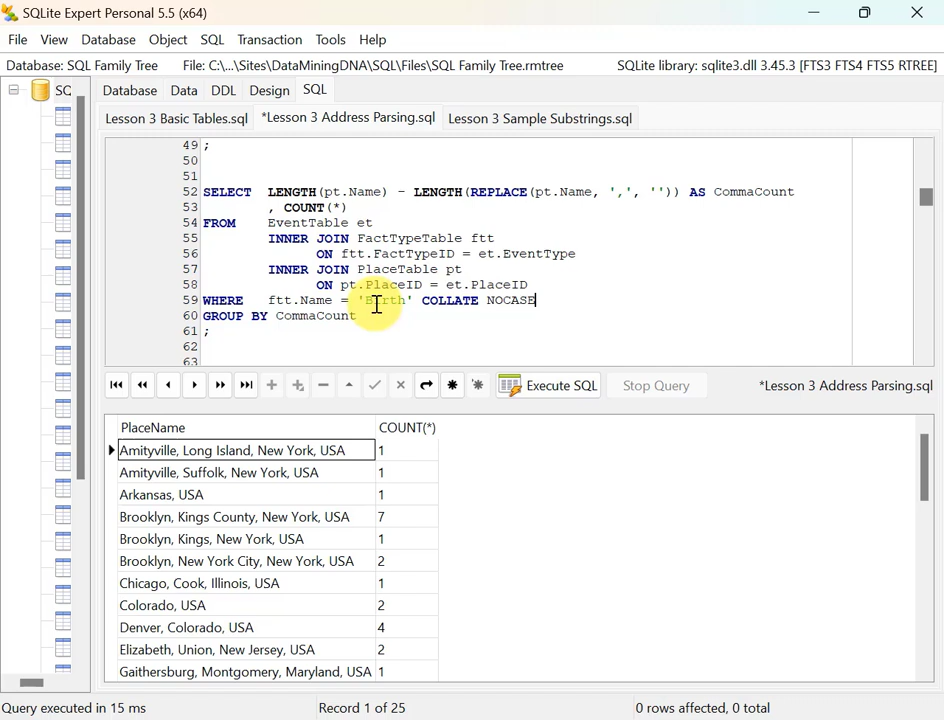 SQLite Expert Personal 5.5 (x64)
File View Database Object SQL Transaction Tools Help
Database: SQL Family Tree File: C:\...\Sites\DataMiningDNA\SQL\Files\SQL Family Tree.rmtree SQLite library: sqlite3.dll 3.45.3 [FTS3 FTS4 FTS5 RTREE]
SQ
Database Data DDL Design SQL
Lesson 3 Basic Tables.sql *Lesson 3 Address Parsing.sql Lesson 3 Sample Substrings.sql
49 ;
50
51
52 SELECT LENGTH(pt.Name) - LENGTH(REPLACE(pt.Name, ',', '')) AS CommaCount
53 , COUNT(*)
54 FROM EventTable et
55 INNER JOIN FactTypeTable ftt
56 ON ftt.FactTypeID = et.EventType
57 INNER JOIN PlaceTable pt
58 ON pt.PlaceID = et.PlaceID
59 WHERE ftt.Name = 'Birth' COLLATE NOCASE
60 GROUP BY CommaCount
61 ;
62
63
Execute SQL Stop Query *Lesson 3 Address Parsing.sql
PlaceName COUNT(*)
Amityville, Long Island, New York, USA 1
Amityville, Suffolk, New York, USA 1
Arkansas, USA 1
Brooklyn, Kings County, New York, USA 7
Brooklyn, Kings, New York, USA 1
Brooklyn, New York City, New York, USA 2
Chicago, Cook, Illinois, USA 1
Colorado, USA 2
Denver, Colorado, USA 4
Elizabeth, Union, New Jersey, USA 2
Gaithersburg, Montgomery, Maryland, USA 1
Query executed in 15 ms Record 1 of 25 0 rows affected, 0 total